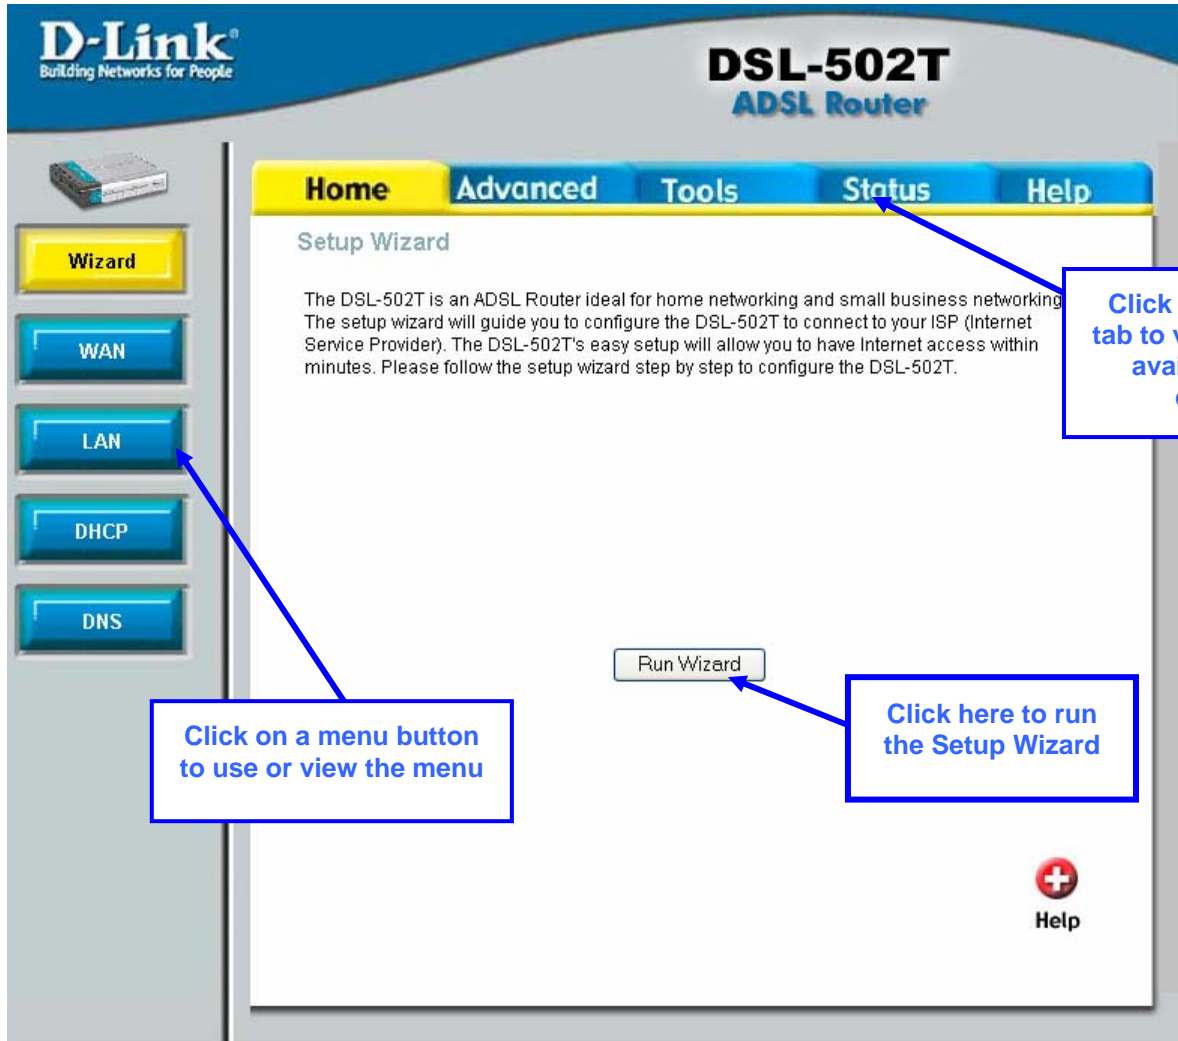 D-Link
Building Networks for People
DSL-502T
ADSL Router
Home Advanced Tools Status Help
Wizard
WAN
LAN
DHCP
DNS
Setup Wizard
The DSL-502T is an ADSL Router ideal for home networking and small business networking
The setup wizard will guide you to configure the DSL-502T to connect to your ISP (Internet
Service Provider). The DSL-502T's easy setup will allow you to have Internet access within
minutes. Please follow the setup wizard step by step to configure the DSL-502T.
Click
tab to
Run Wizard
Click here to run
the Setup Wizard
Click on a menu button
to use or view the menu
Help